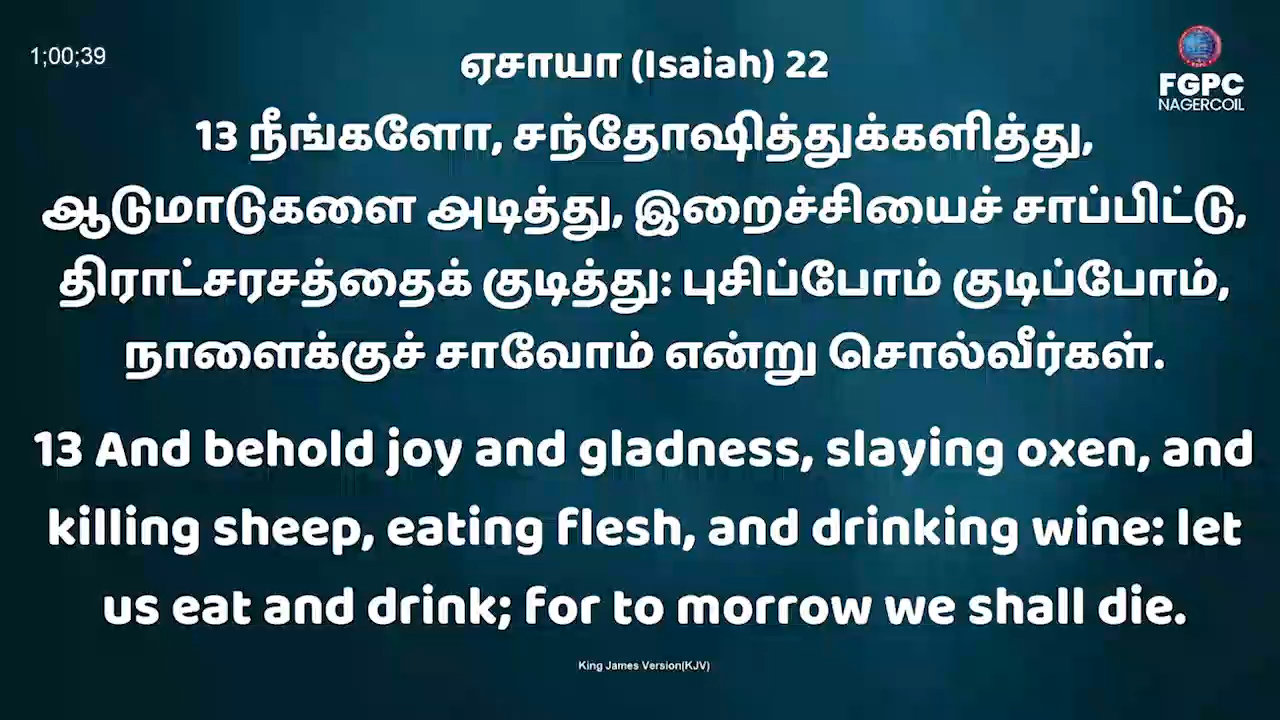 1;00;39
ஏசாயா (Isaiah) 22
FGPC
NAGERCOIL
13 நீங்களோ, சந்தோஷித்துக்களித்து,
ஆடுமாடுகளை அடித்து, இறைச்சியைச் சாப்பிட்டு,
திராட்சரசத்தைக் குடித்து: புசிப்போம் குடிப்போம்,
நாளைக்குச் சாவோம் என்று சொல்வீர்கள்.
13 And behold joy and gladness, slaying oxen, and
killing sheep, eating flesh, and drinking wine: let
us eat and drink; for to morrow we shall die.
King James Version(KJV)